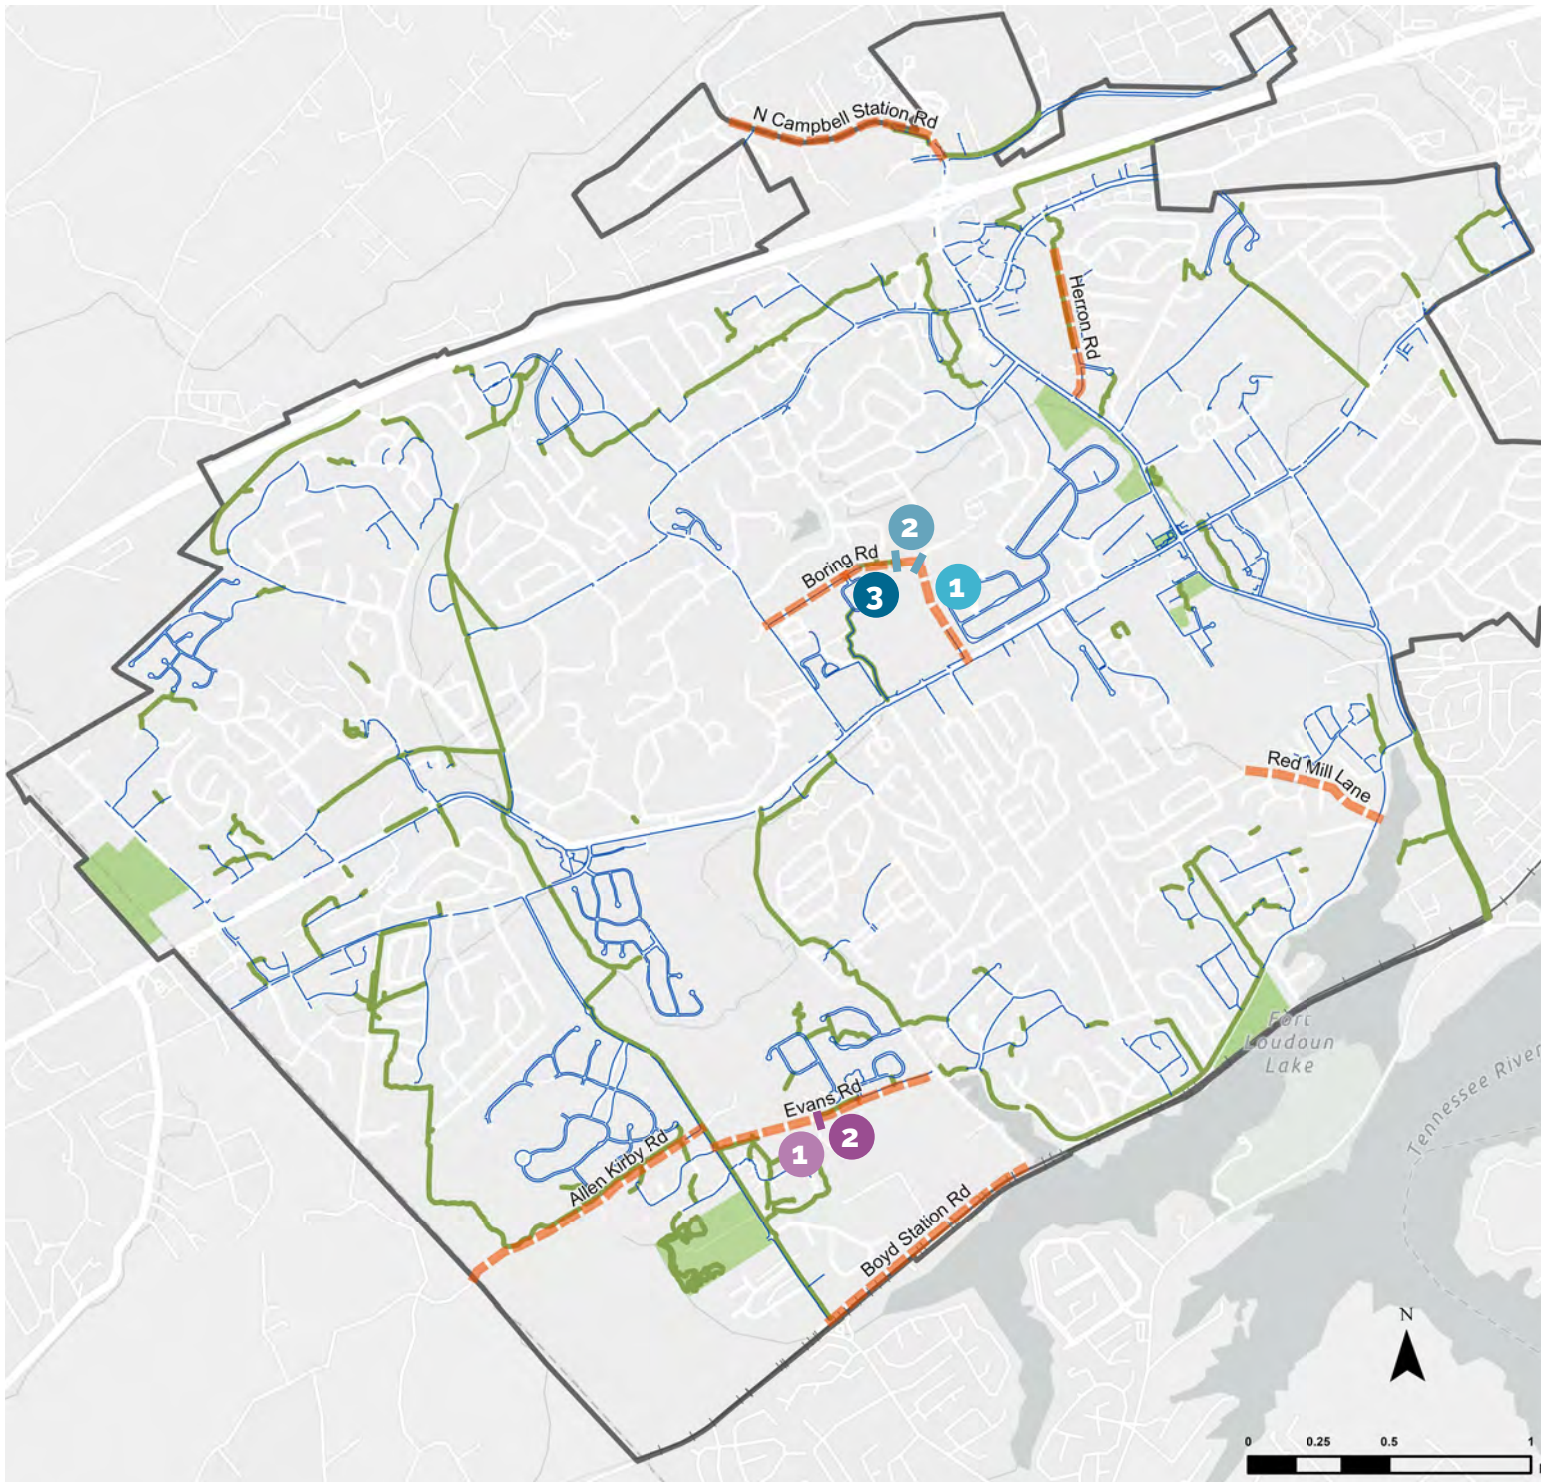 N Campbell Station Rd
Herron Rd
2
Boring Rd
3
1
Red Mill Lane
Fort
Loudoun
Lake
Tennessee River
Evans Rd
2
1
Allen Kirby Rd
Boyd Station Rd
N
0 0.25 0.5 1